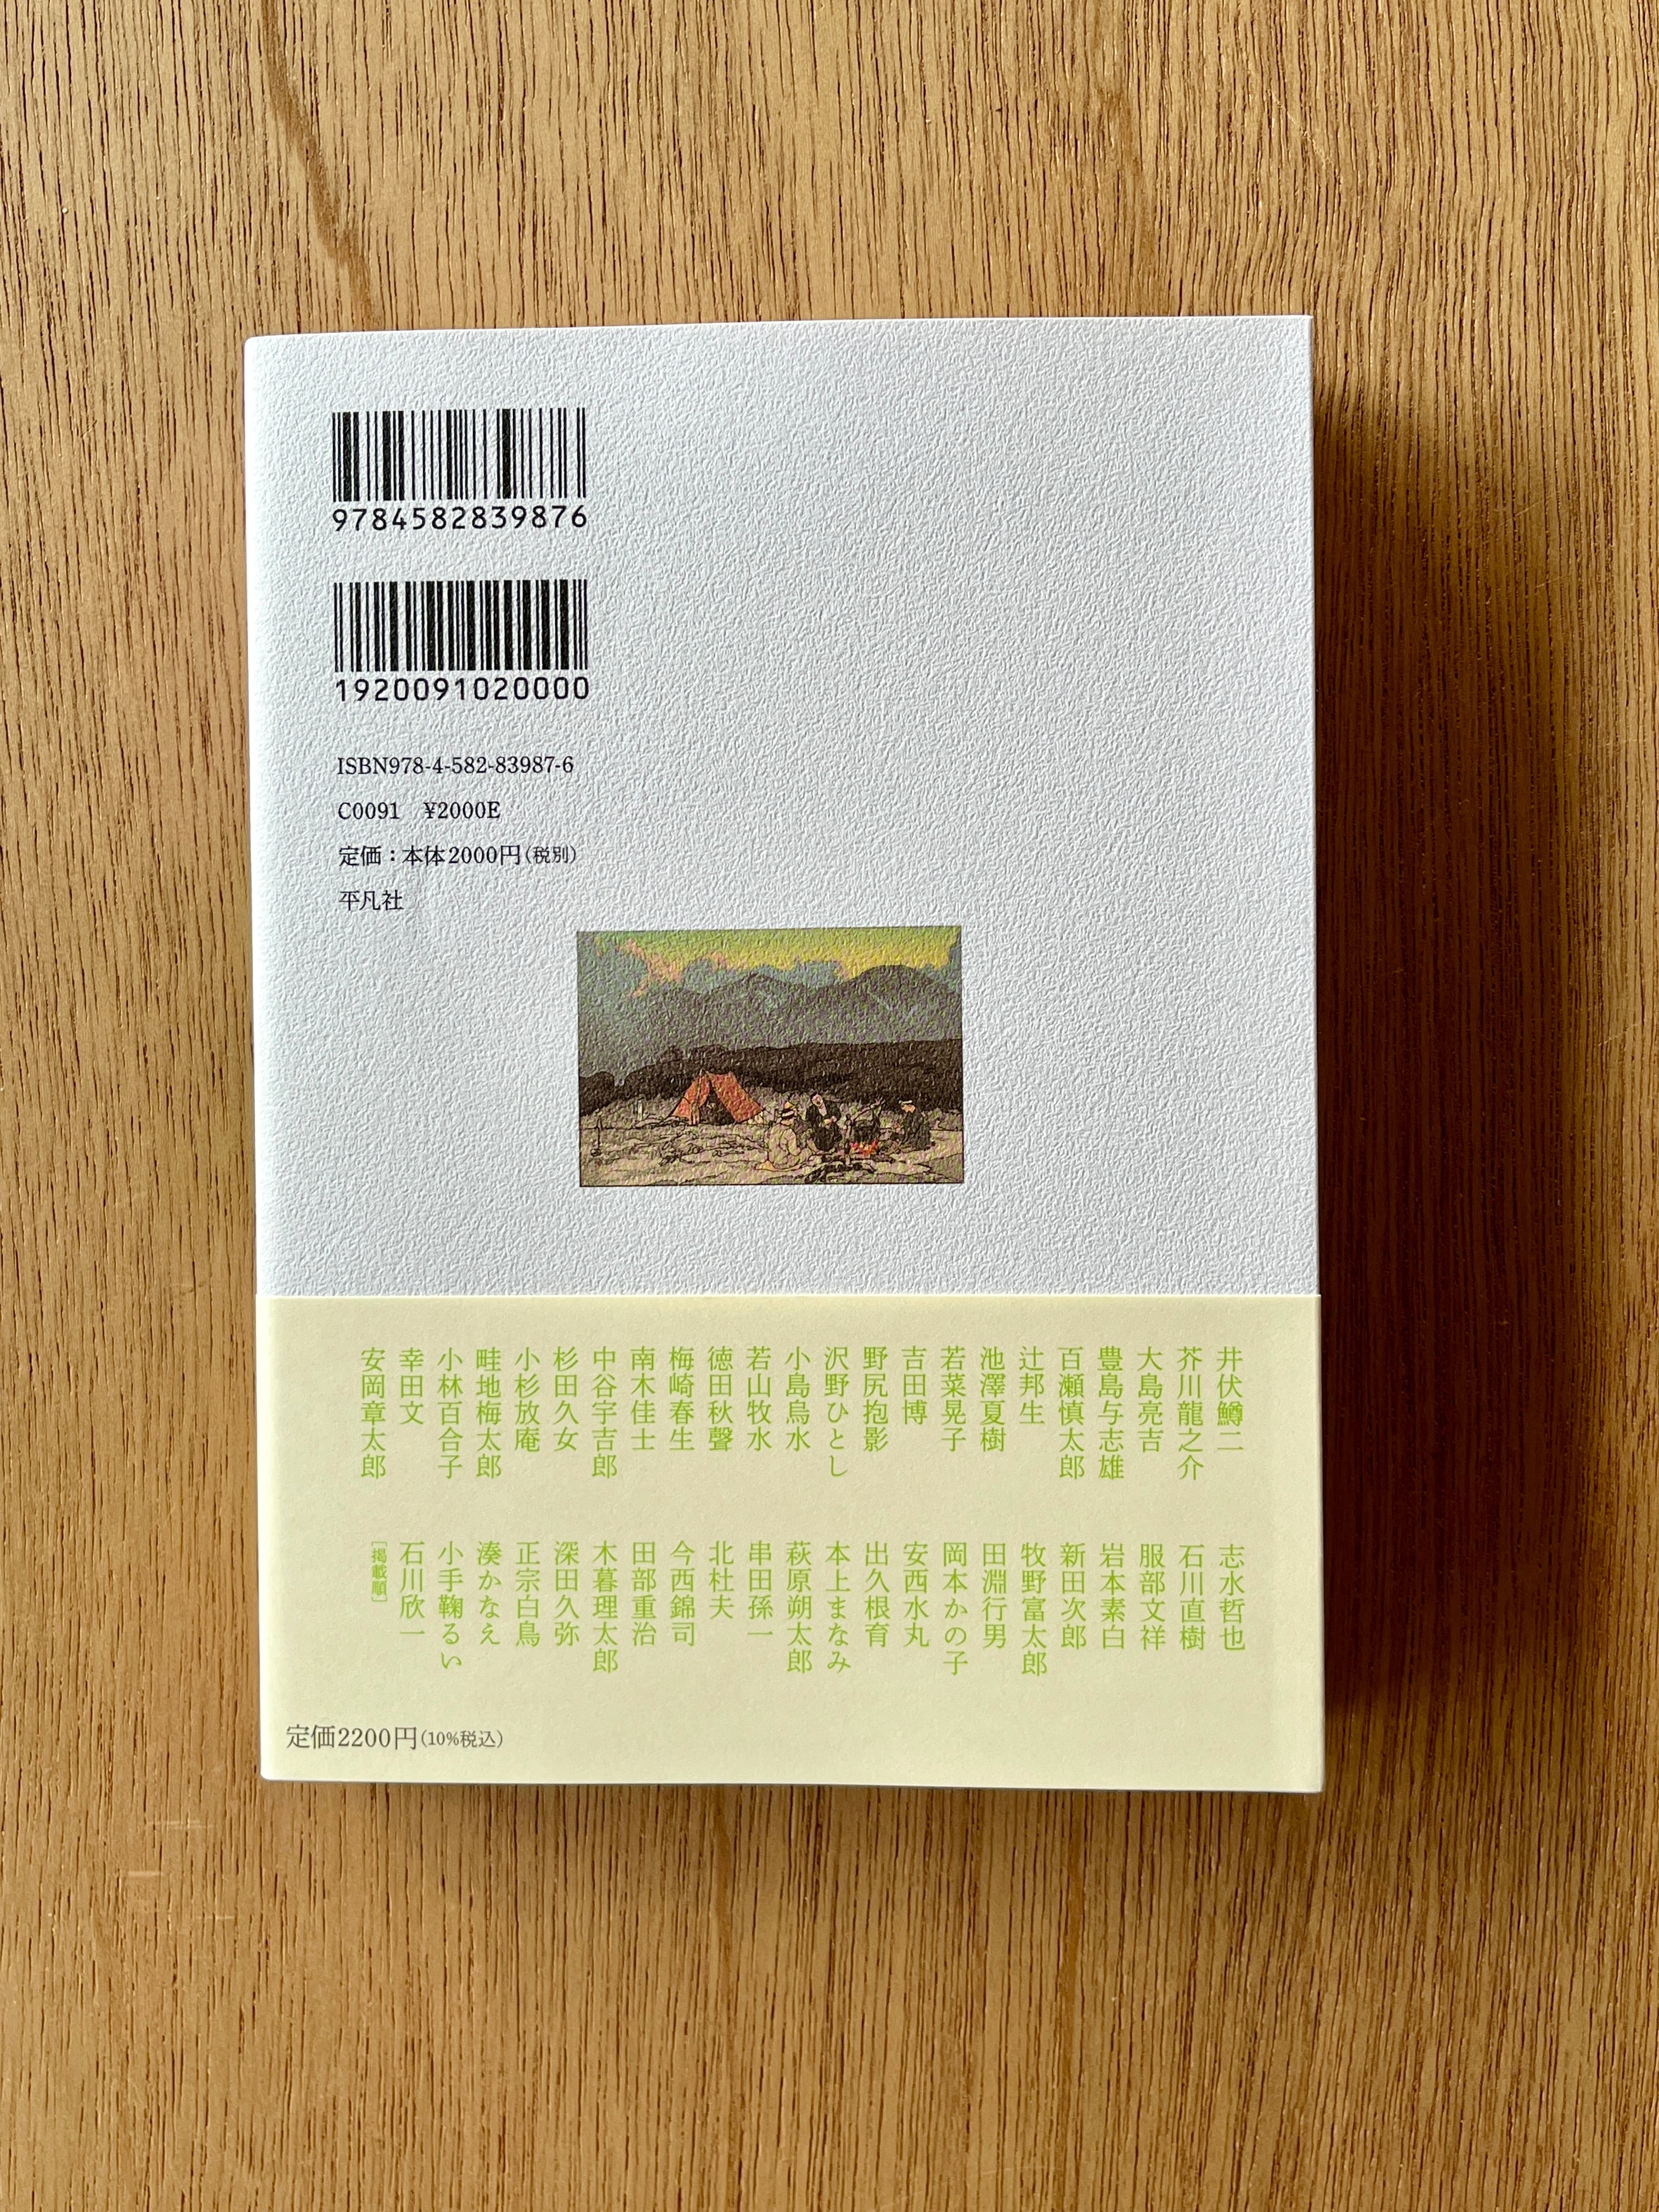 9784582839876
1920091020000
ISBN978-4-582-83987-6
C0091 ¥2000E
定価：本体2000円（税別）
平凡社
井伏鱒二
芥川龍之介
大島亮吉
豊島与志雄
百瀬慎太郎
辻邦生
池澤夏樹
若菜晃子
吉田博
野尻抱影
沢野ひとし
小島烏水
若山牧水
徳田秋聲
梅崎春生
南木佳士
中谷宇吉郎
杉田久女
小杉放庵
畦地梅太郎
小林百合子
幸田文
安岡章太郎
志水哲也
石川直樹
服部文祥
岩本素白
新田次郎
牧野富太郎
田淵行男
岡本かの子
安西水丸
出久根育
本上まなみ
萩原朔太郎
串田孫一
北杜夫
今西錦司
田部重治
木暮理太郎
深田久弥
正宗白鳥
湊かなえ
小手鞠るい
石川欣一
［掲載順］
定価2200円（10%税込）